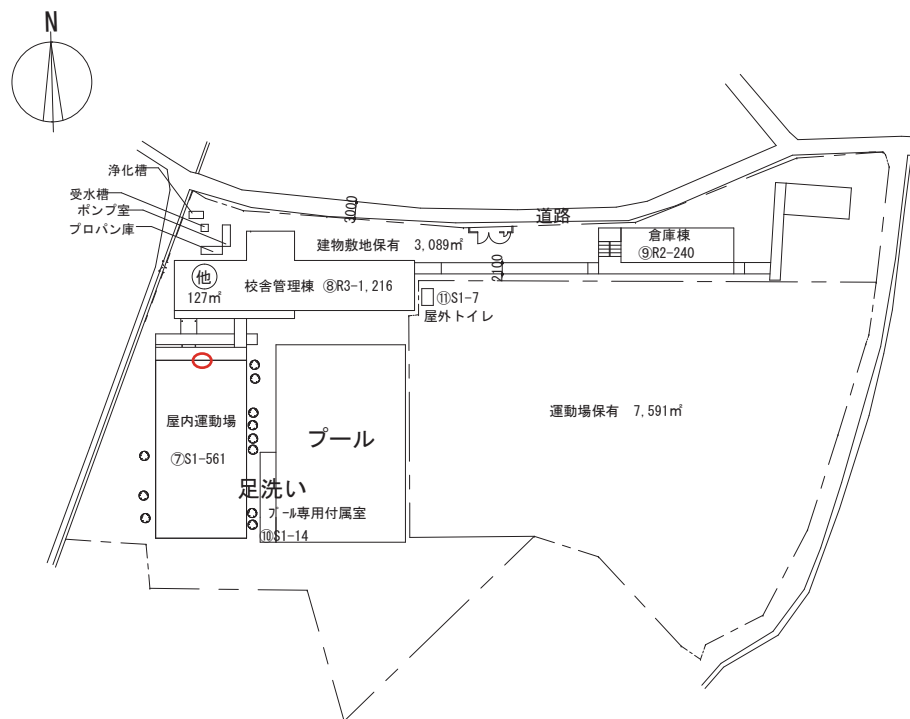 N
浄化槽
受水槽
ポンプ室
プロパン庫
3000
道路
建物敷地保有 3,089㎡
倉庫棟
⑨R2-240
2100
他
127㎡
校舎管理棟 ⑧R3-1,216
⑪S1-7
屋外トイレ
屋内運動場
⑦S1-561
プール
運動場保有 7,591㎡
足洗い
プール専用付属室
⑩S1-14